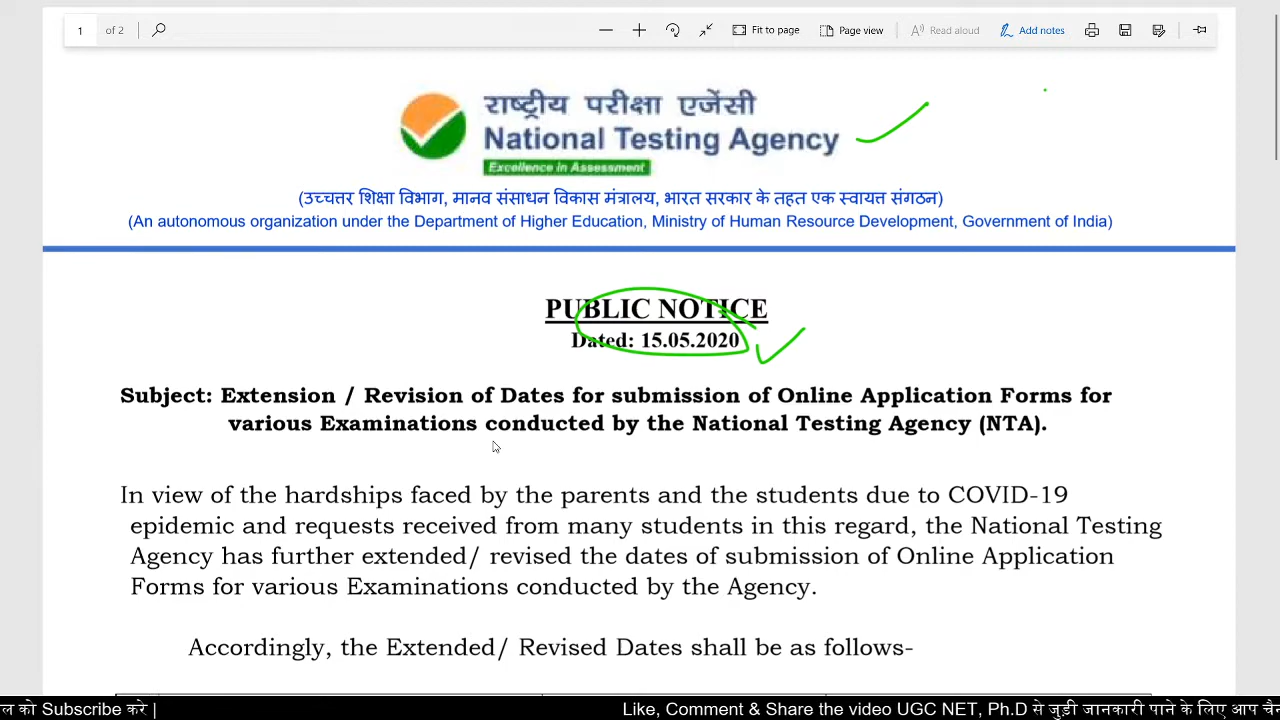 1 of 2 Fit to page Page view Read aloud Add notes
राष्ट्रीय परीक्षा एजेंसी
National Testing Agency
Excellence in Assessment
(उच्चत्तर शिक्षा विभाग, मानव संसाधन विकास मंत्रालय, भारत सरकार के तहत एक स्वायत्त संगठन)
(An autonomous organization under the Department of Higher Education, Ministry of Human Resource Development, Government of India)
PUBLIC NOTICE
Dated: 15.05.2020
Subject: Extension / Revision of Dates for submission of Online Application Forms for
various Examinations conducted by the National Testing Agency (NTA).
In view of the hardships faced by the parents and the students due to COVID-19
epidemic and requests received from many students in this regard, the National Testing
Agency has further extended/ revised the dates of submission of Online Application
Forms for various Examinations conducted by the Agency.
Accordingly, the Extended/ Revised Dates shall be as follows-
ल को Subscribe करे | Like, Comment & Share the video UGC NET, Ph.D से जुड़ी जानकारी पाने के लिए आप चै